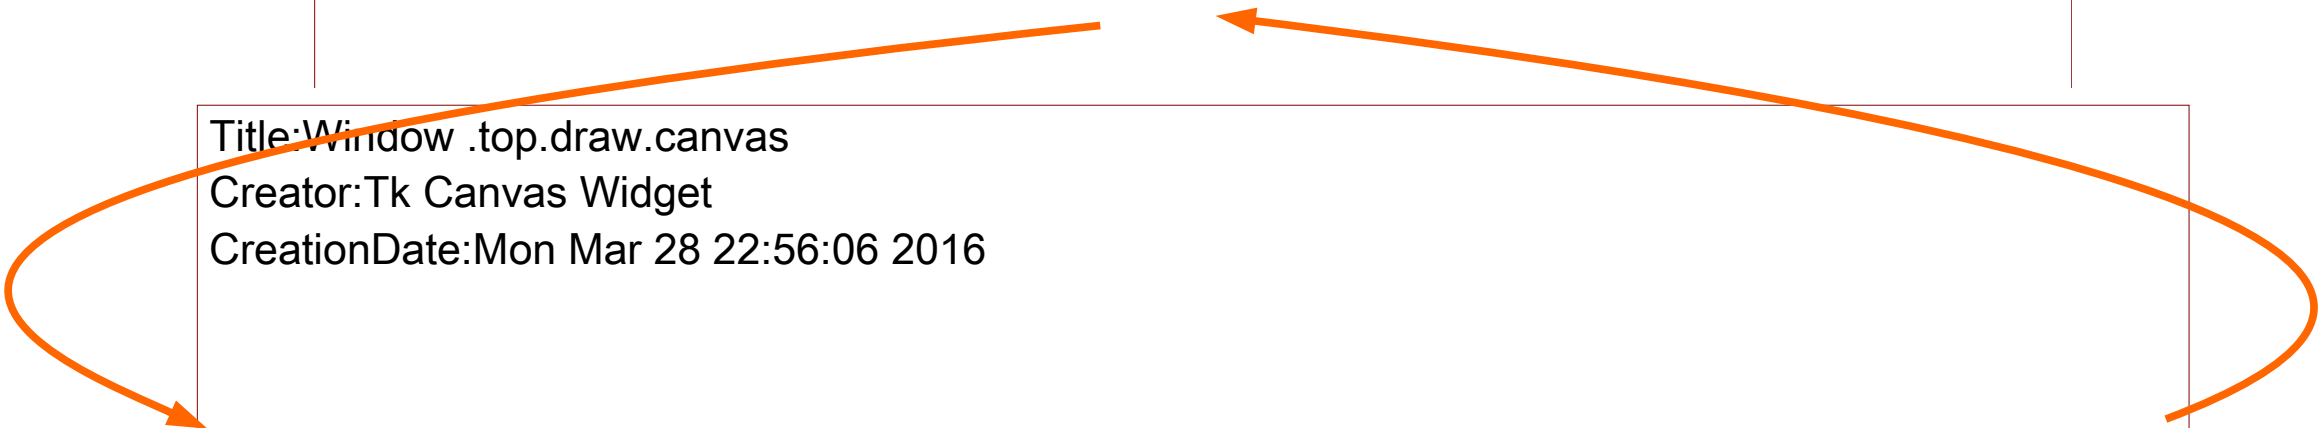 Title:Window .top.draw.canvas
Creator:Tk Canvas Widget
CreationDate:Mon Mar 28 22:56:06 2016